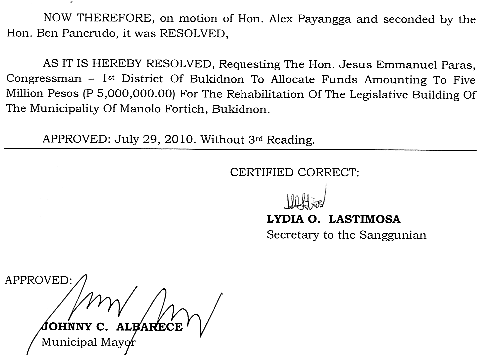 NOW THEREFORE, on motion of Hon. Alex Payangga and seconded by the
Hon. Ben Pancrudo, it was RESOLVED,
AS IT IS HEREBY RESOLVED, Requesting The Hon. Jesus Emmanuel Paras,
Congressman – 1st District Of Bukidnon To Allocate Funds Amounting To Five
Million Pesos (P 5,000,000.00) For The Rehabilitation Of The Legislative Building Of
The Municipality Of Manolo Fortich, Bukidnon.
APPROVED: July 29, 2010. Without 3rd Reading.
CERTIFIED CORRECT:
LYDIA O. LASTIMOSA
Secretary to the Sanggunian
APPROVED:
JOHNNY C. ALBARECE
Municipal Mayor